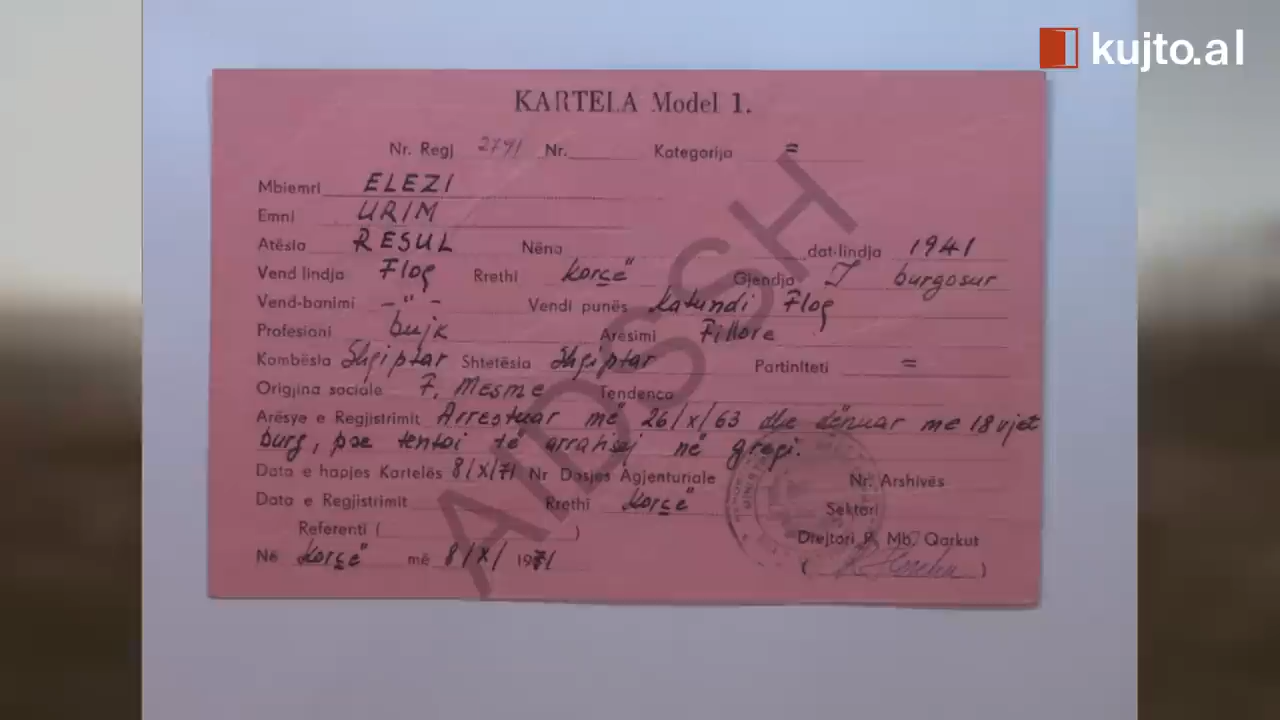 kujto.al
KARTELA Model 1.
Nr. Regj 2791 Nr. Kategorija =
Mbiemri ELEZI
Emni URIM
Atësia RESUL Nëna dat-lindja 1941
Vend lindja Floq Rrethi Korçë Gjendja I burgosur
Vend-banimi -"- Vendi punës Katundi Floq
Profesioni bujk Arësimi Fillore
Kombësia Shqiptar Shtetësia Shqiptar Partiniteti =
Origjina sociale F. Mesme Tendenca
Arësye e Regjistrimit Arrestuar më 26/X/63 dhe dënuar me 18 vjet
burg, pse tentoi të arratisej në greqi.
Data e hapjes Kartelës 8/X/71 Nr Dosjes Agjenturiale Nr. Arshivës
Data e Regjistrimit Rrethi Korçë Sektori
Referenti ( ) Drejtori P. Mb. Qarkut
Në Korçë më 8/X/ 1971 ( )
AIDSSH